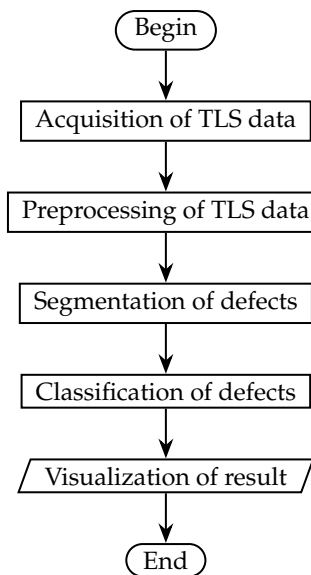 Begin
Acquisition of TLS data
Preprocessing of TLS data
Segmentation of defects
Classification of defects
Visualization of result
End